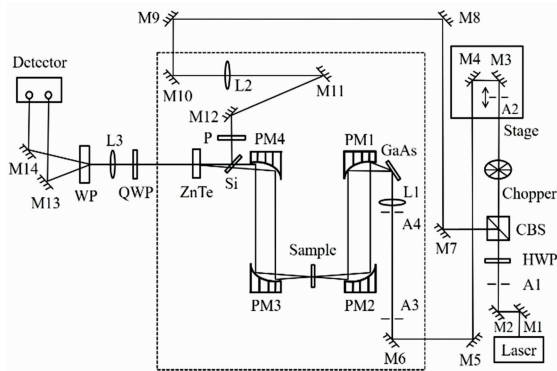 M9
M8
M4
M3
Detector
L2
M10
M11
A2
M12
Stage
P
PM4
PM1
GaAs
L3
M14
WP
QWP
ZnTe
Si
L1
Chopper
M13
A4
CBS
M7
Sample
HWP
A1
PM3
PM2
A3
M2
M1
M6
M5
Laser